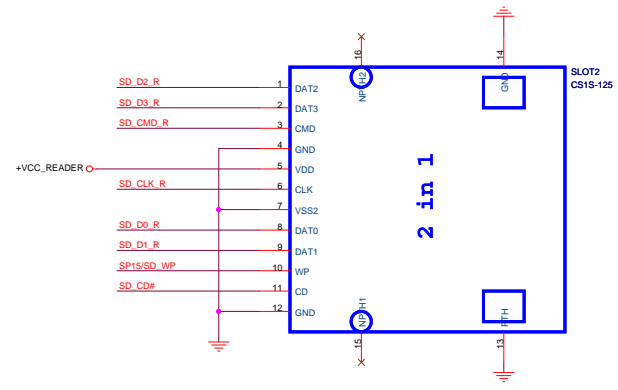 16
14
SLOT2
CS1S-125
NPTH2
GND
SD_D2_R 1 DAT2
SD_D3_R 2 DAT3
SD_CMD_R 3 CMD
4 GND
+VCC_READER 5 VDD
SD_CLK_R 6 CLK
7 VSS2
SD_D0_R 8 DAT0
SD_D1_R 9 DAT1
SP15/SD_WP 10 WP
SD_CD# 11 CD
12 GND
2 in 1
NPTH1
PTH
15
13